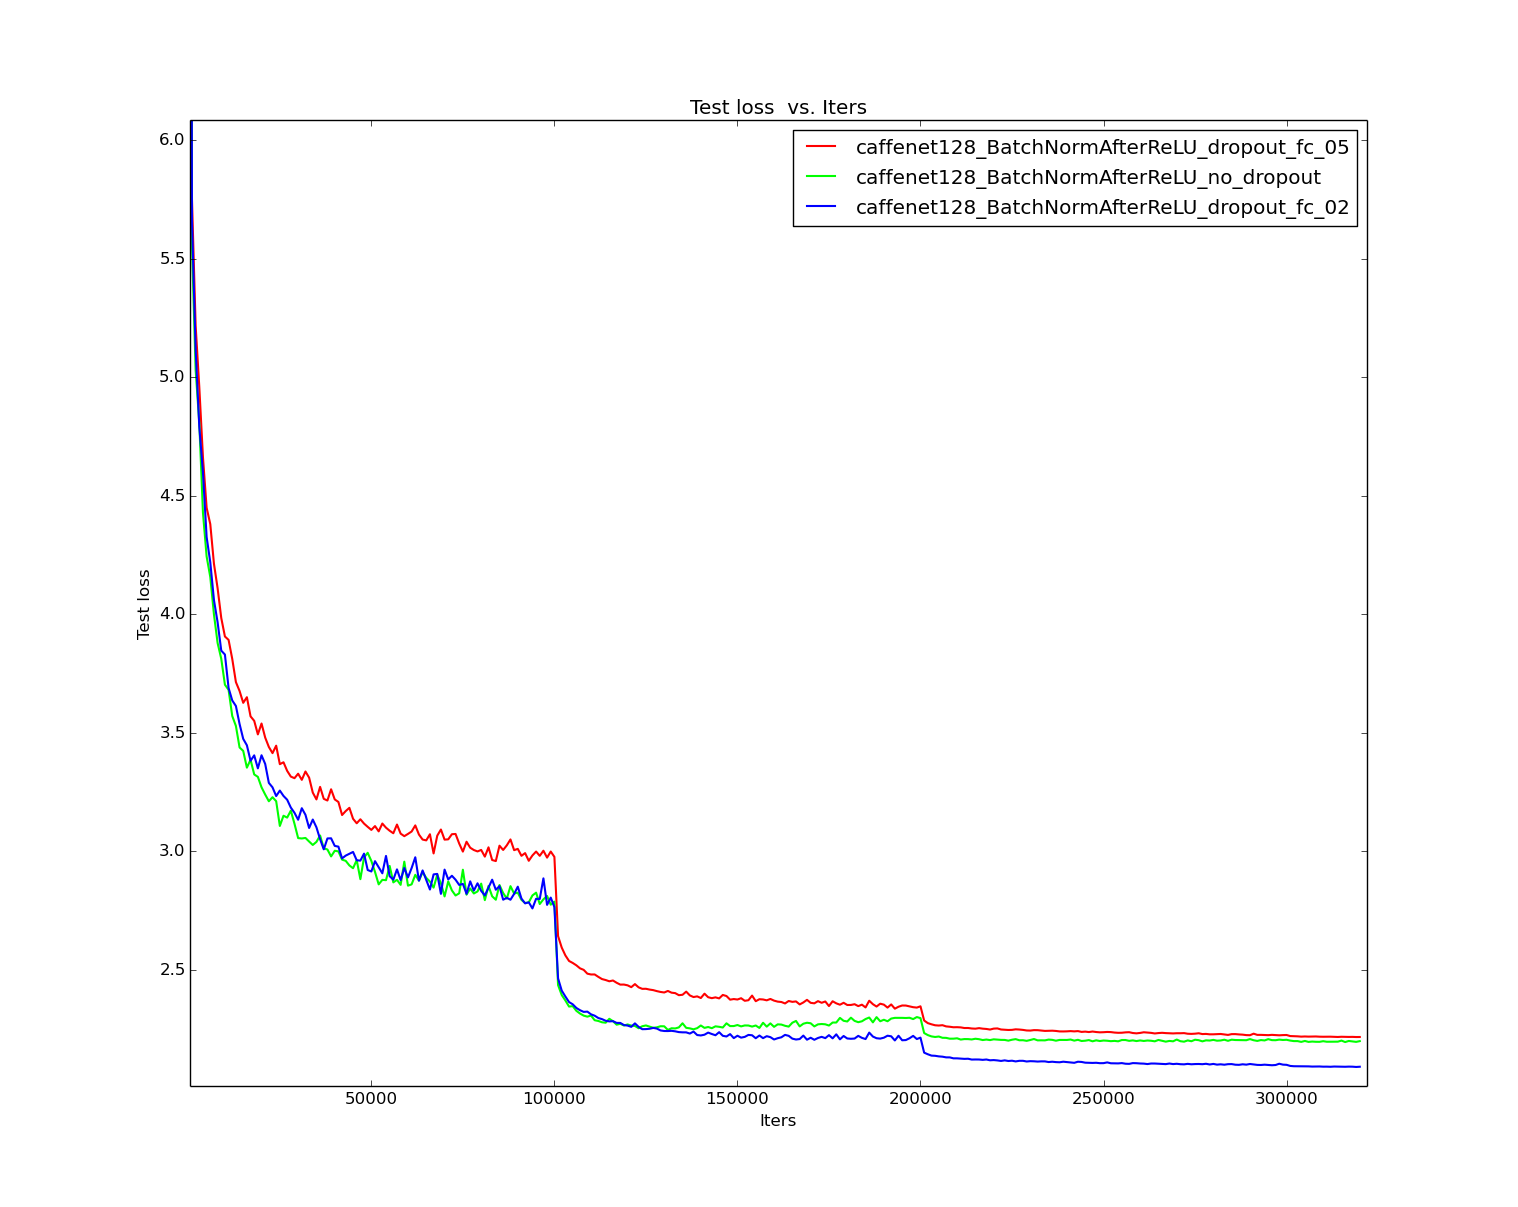 Test loss  vs. Iters
caffenet128_BatchNormAfterReLU_dropout_fc_05
caffenet128_BatchNormAfterReLU_no_dropout
caffenet128_BatchNormAfterReLU_dropout_fc_02
6.0
5.5
5.0
4.5
4.0
3.5
3.0
2.5
Test loss
50000 100000 150000 200000 250000 300000
Iters